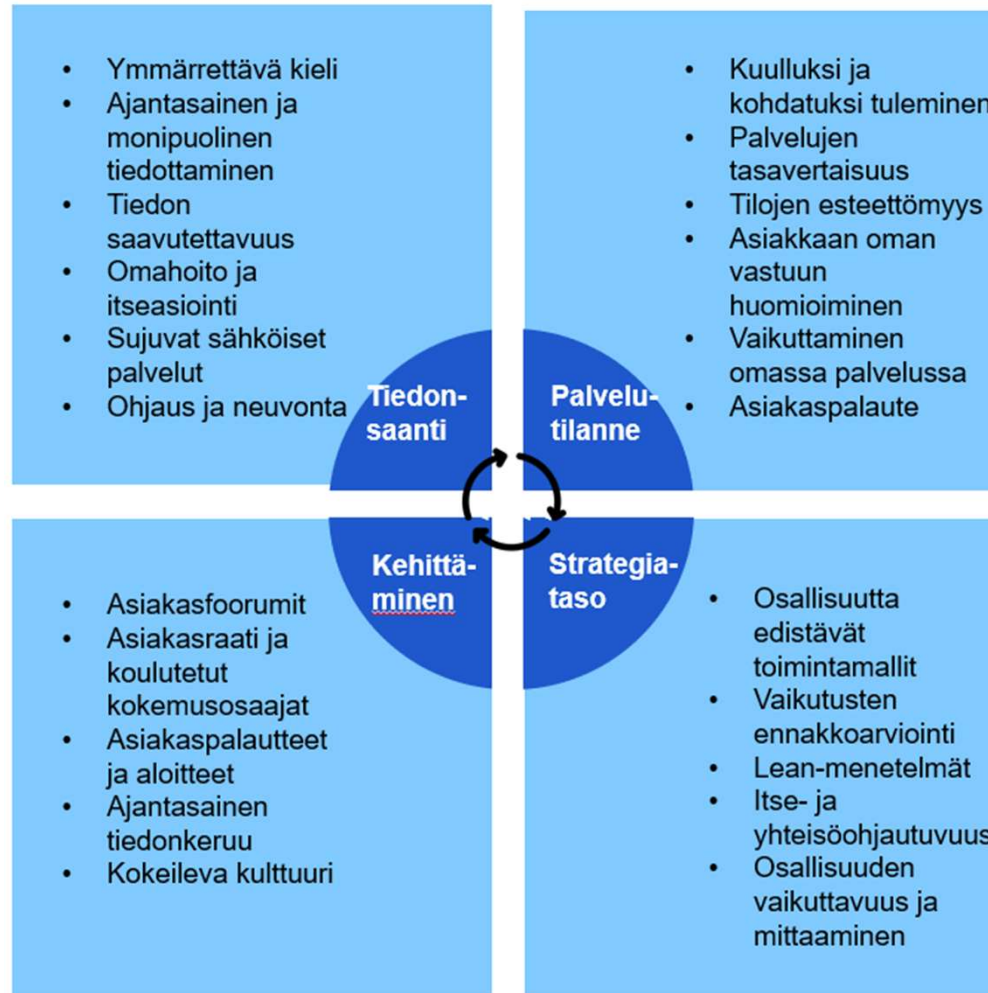 • Ymmärrettävä kieli
• Ajantasainen ja
monipuolinen
tiedottaminen
• Tiedon
saavutettavuus
• Omahoito ja
itseasiointi
• Sujuvat sähköiset
palvelut
• Ohjaus ja neuvonta
Tiedon-
saanti
• Kuulluksi ja
kohdatuksi tuleminen
• Palvelujen
tasavertaisuus
• Tilojen esteettömyys
• Asiakkaan oman
vastuun
huomioiminen
• Vaikuttaminen
omassa palvelussa
• Asiakaspalaute
Palvelu-
tilanne
Kehittä-
minen
• Asiakasfoorumit
• Asiakasraati ja
koulutetut
kokemusosaajat
• Asiakaspalautteet
ja aloitteet
• Ajantasainen
tiedonkeruu
• Kokeileva kulttuuri
Strategia-
taso
• Osallisuutta
edistävät
toimintamallit
• Vaikutusten
ennakkoarviointi
• Lean-menetelmät
• Itse- ja
yhteisöohjautuvuus
• Osallisuuden
vaikuttavuus ja
mittaaminen